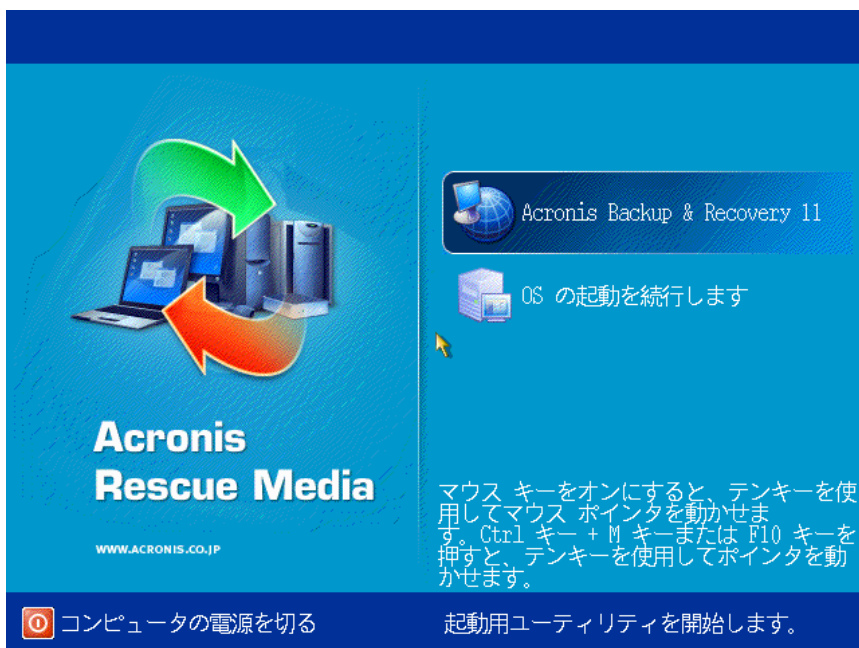 Acronis Backup & Recovery 11
OS の起動を続行します
Acronis
Rescue Media
WWW.ACRONIS.CO.JP
マウス キーをオンにすると、テンキーを使
用してマウス ポインタを動かせま
す。Ctrl キー + M キーまたは F10 キーを
押すと、テンキーを使用してポインタを動
かせます。
コンピュータの電源を切る
起動用ユーティリティを開始します。